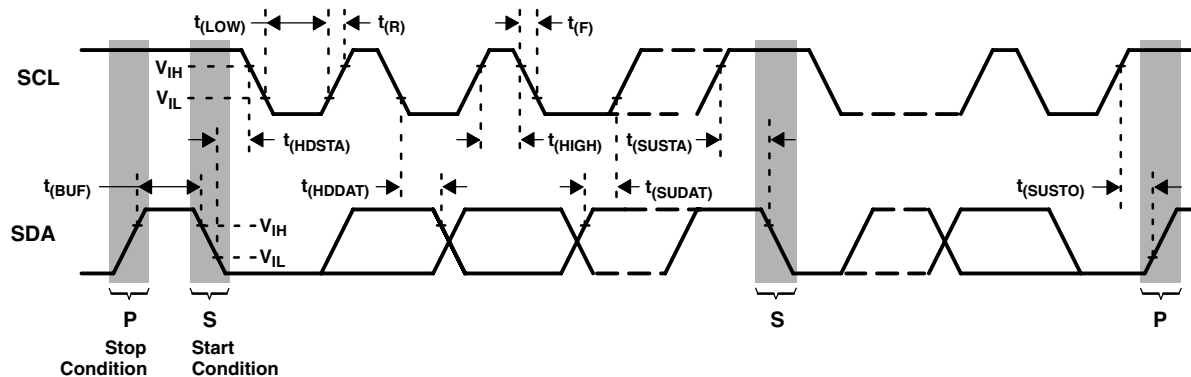 t(LOW) t(R) t(F)
SCL
VIH
VIL
t(HDSTA) t(HIGH) t(SUSTA)
t(BUF) t(HDDAT) t(SUDAT) t(SUSTO)
SDA
VIH
VIL
P S S P
Stop Condition
Start Condition